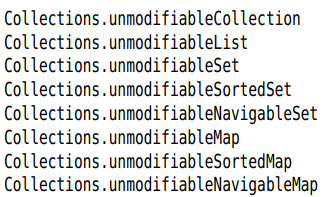 Collections.unmodifiableCollection
Collections.unmodifiableList
Collections.unmodifiableSet
Collections.unmodifiableSortedSet
Collections.unmodifiableNavigableSet
Collections.unmodifiableMap
Collections.unmodifiableSortedMap
Collections.unmodifiableNavigableMap